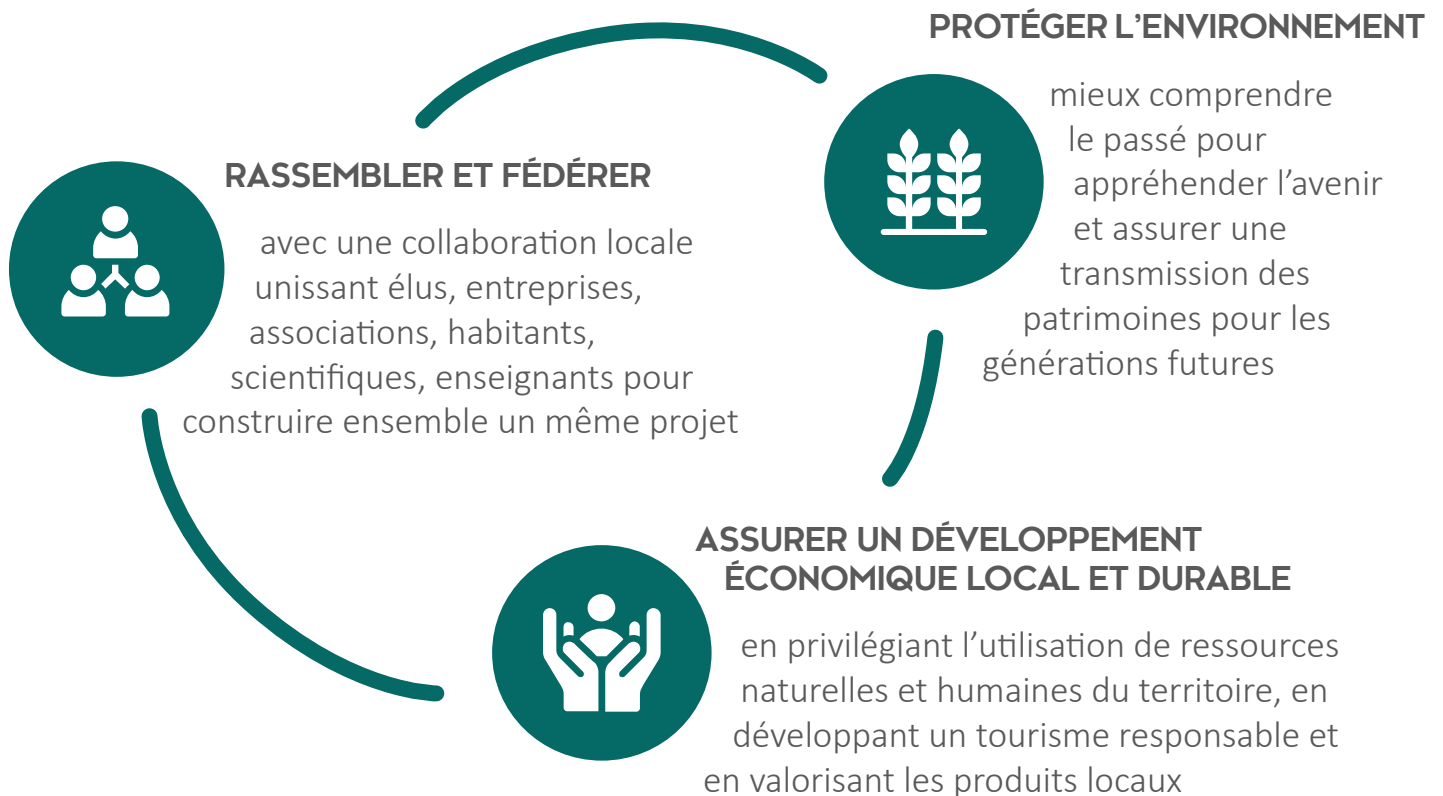 PROTÉGER L’ENVIRONNEMENT
mieux comprendre
le passé pour
appréhender l’avenir
et assurer une
transmission des
patrimoines pour les
générations futures
RASSEMBLER ET FÉDÉRER
avec une collaboration locale
unissant élus, entreprises,
associations, habitants,
scientifiques, enseignants pour
construire ensemble un même projet
ASSURER UN DÉVELOPPEMENT
ÉCONOMIQUE LOCAL ET DURABLE
en privilégiant l’utilisation de ressources
naturelles et humaines du territoire, en
développant un tourisme responsable et
en valorisant les produits locaux